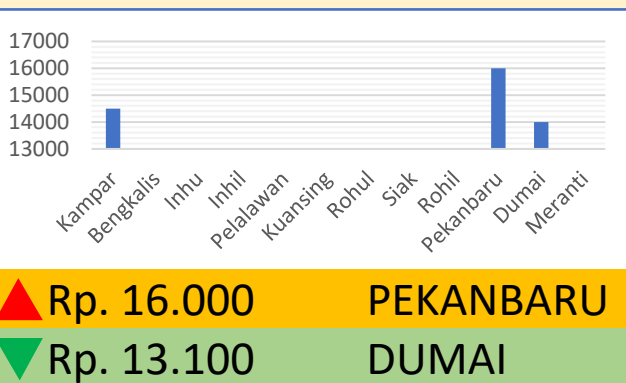 17000
16000
15000
14000
13000
Kampar
Bengkalis
Inhu
Inhil
Pelalawan
Kuansing
Rohul
Siak
Rohil
Pekanbaru
Dumai
Meranti
Rp. 16.000 PEKANBARU
Rp. 13.100 DUMAI